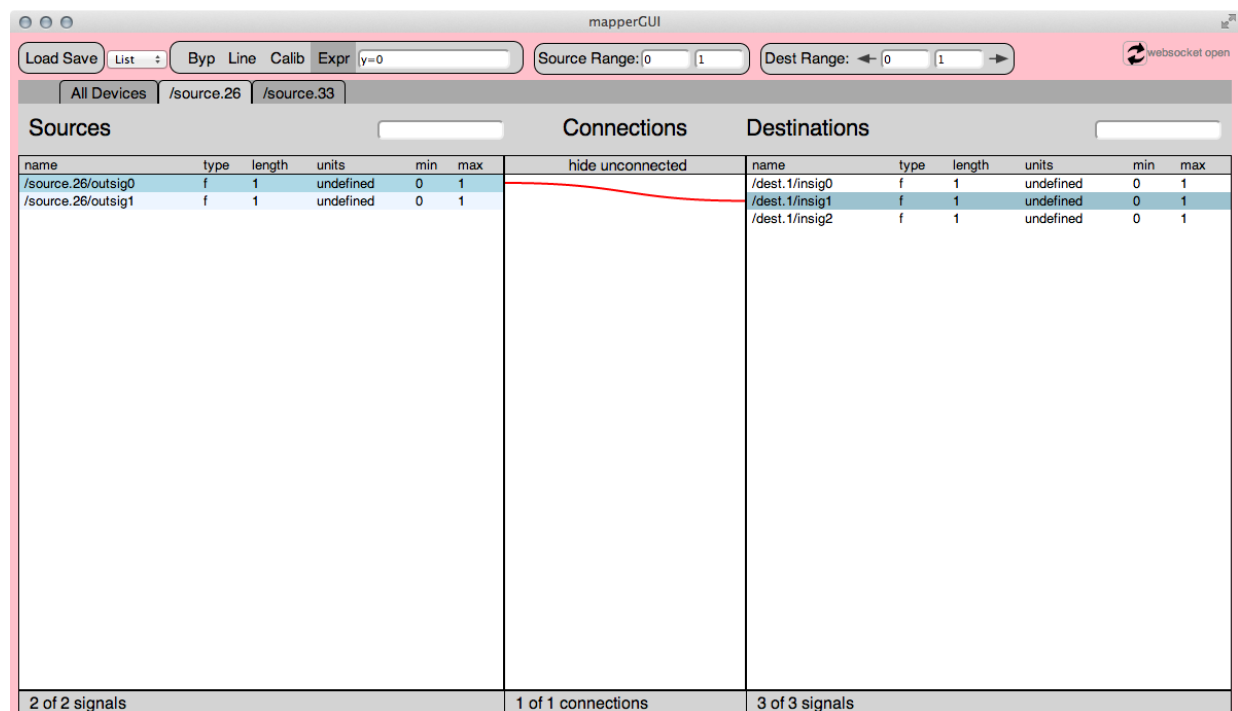 mapperGUI
Load Save List Byp Line Calib Expr y=0 Source Range: 0 1 Dest Range: 0 1 websocket open
All Devices /source.26 /source.33
Sources Connections Destinations
name type length units min max hide unconnected name type length units min max
/source.26/outsig0 f 1 undefined 0 1 /dest.1/insig0 f 1 undefined 0 1
/source.26/outsig1 f 1 undefined 0 1 /dest.1/insig1 f 1 undefined 0 1
/dest.1/insig2 f 1 undefined 0 1
2 of 2 signals 1 of 1 connections 3 of 3 signals